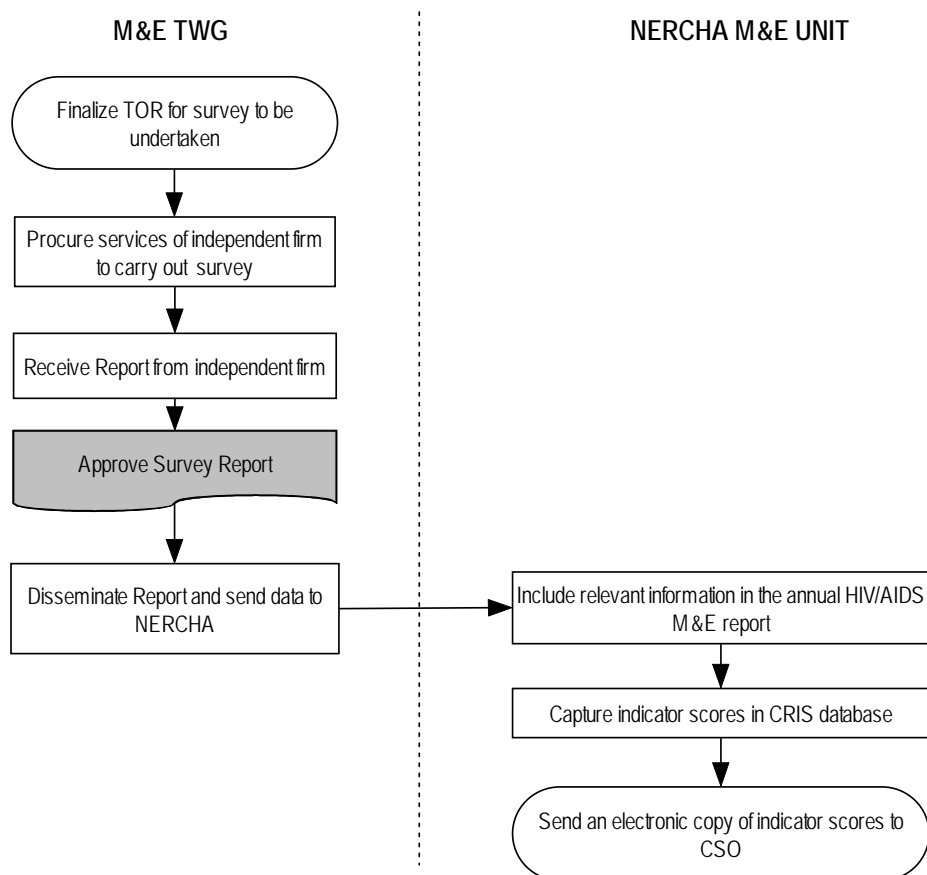 M&E TWG
NERCHA M&E UNIT
Finalize TOR for survey to be
undertaken
Procure services of independent firm
to carry out survey
Receive Report from independent firm
Approve Survey Report
Disseminate Report and send data to
NERCHA
Include relevant information in the annual HIV/AIDS
M&E report
Capture indicator scores in CRIS database
Send an electronic copy of indicator scores to
CSO